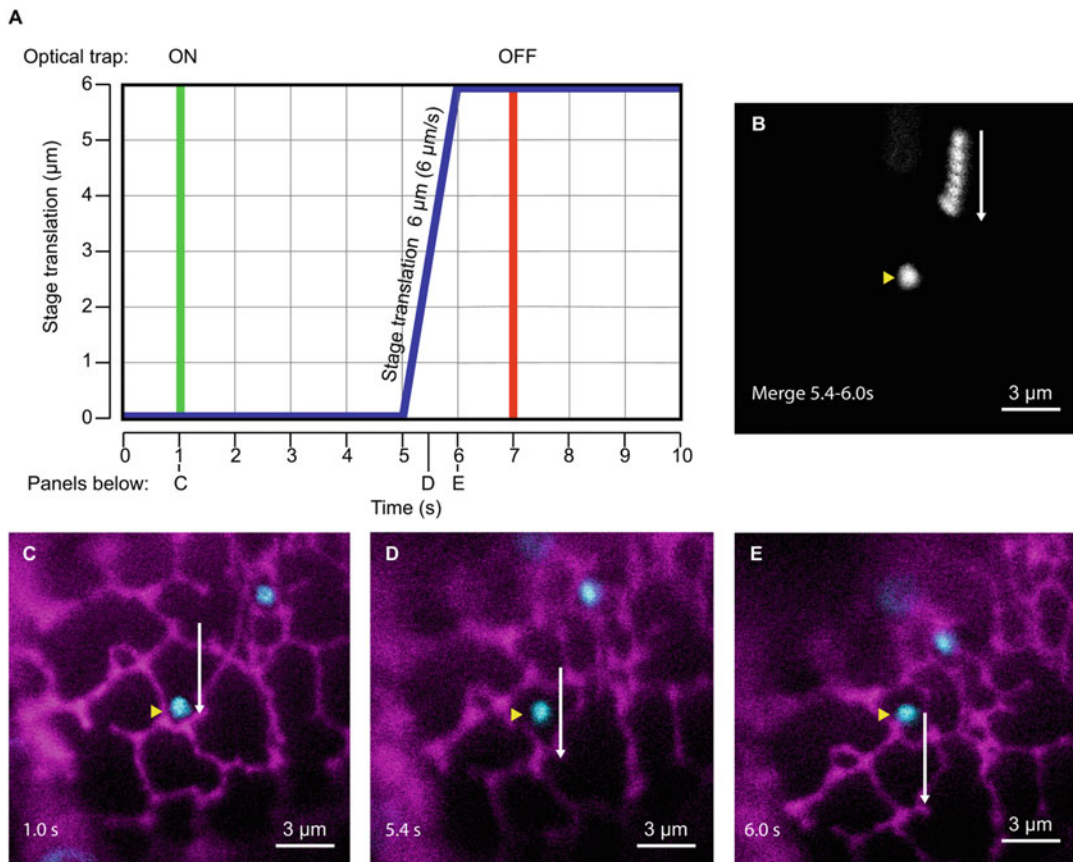 A
Optical trap: ON OFF
6
5
4
3
2
1
0
Stage translation (µm)
Stage translation 6 µm (6 µm/s)
0 1 2 3 4 5 6 7 8 9 10
Panels below: C D E
Time (s)
B
Merge 5.4-6.0s
3 µm
C
1.0 s
3 µm
D
5.4 s
3 µm
E
6.0 s
3 µm